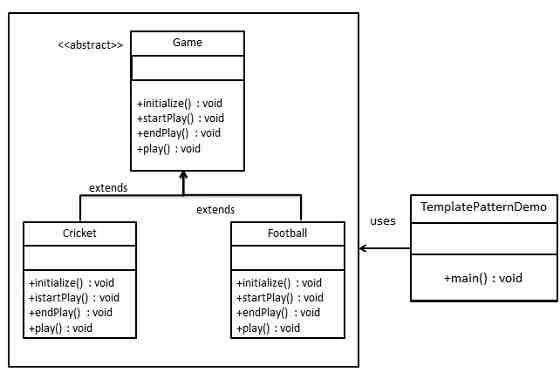 <<abstract>>
Game
+initialize() : void
+startPlay() : void
+endPlay() : void
+play() : void
extends
extends
Cricket
+initialize() : void
+istartPlay() : void
+endPlay() : void
+play() : void
Football
+initialize() : void
+startPlay() : void
+endPlay() : void
+play() : void
uses
TemplatePatternDemo
+main() : void